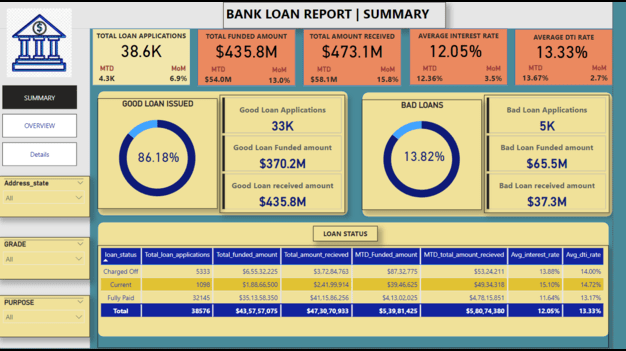 BANK LOAN REPORT | SUMMARY
$
TOTAL LOAN APPLICATIONS
38.6K
MTD MoM
4.3K 6.9%
TOTAL FUNDED AMOUNT
$435.8M
MTD MoM
$54.0M 13.0%
TOTAL AMOUNT RECEIVED
$473.1M
MTD MoM
$58.1M 15.8%
AVERAGE INTEREST RATE
12.05%
MTD MoM
12.36% 3.5%
AVERAGE DTI RATE
13.33%
MTD MoM
13.67% 2.7%
SUMMARY
OVERVIEW
Details
Address_state
All
GRADE
All
PURPOSE
All
GOOD LOAN ISSUED
86.18%
Good Loan Applications
33K
Good Loan Funded amount
$370.2M
Good Loan received amount
$435.8M
BAD LOANS
13.82%
Bad Loan Applications
5K
Bad Loan Funded amount
$65.5M
Bad Loan received amount
$37.3M
LOAN STATUS
loan_status Total_loan_applications Total_funded_amount Total_amount_recieved MTD_Funded_amount MTD_total_amount_recieved Avg_interest_rate Avg_dti_rate
Charged Off 5333 $6,55,32,225 $3,72,84,763 $87,32,775 $53,24,211 13.88% 14.00%
Current 1098 $1,88,66,500 $2,41,99,914 $39,46,625 $49,34,318 15.10% 14.72%
Fully Paid 32145 $35,13,58,350 $41,15,86,256 $4,13,02,025 $4,78,15,851 11.64% 13.17%
Total 38576 $43,57,57,075 $47,30,70,933 $5,39,81,425 $5,80,74,380 12.05% 13.33%